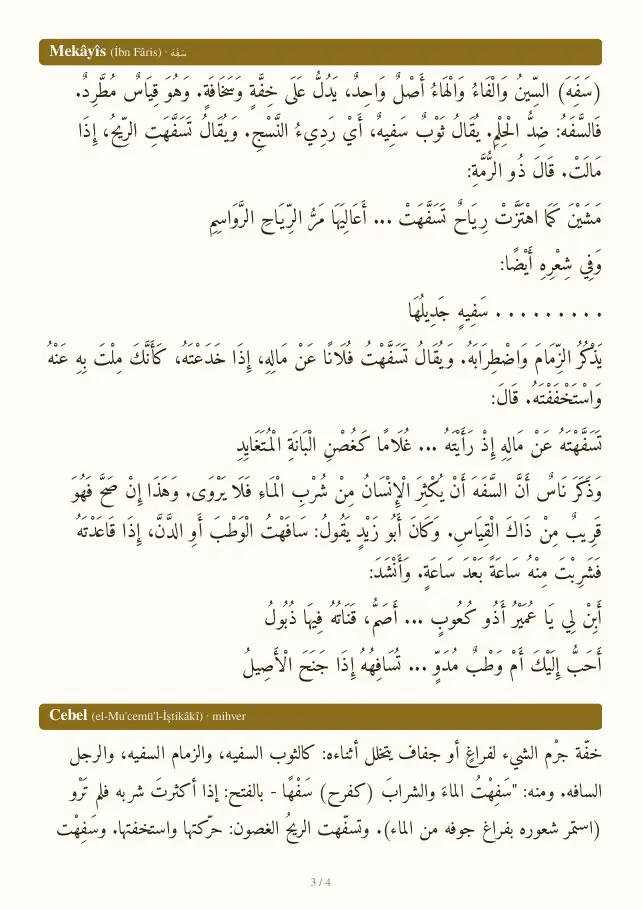 Mekâyîs (İbn Fâris) · سَفَهَ
(سَفِهَ) السِّينُ وَالْفَاءُ وَالْهَاءُ أَصْلٌ وَاحِدٌ، يَدُلُّ عَلَى خِفَّةٍ وَسَخَافَةٍ. وَهُوَ قِيَاسٌ مُطَّرِدٌ.
فَالسَّفَهُ: ضِدُّ الْحِلْمِ. يُقَالُ ثَوْبٌ سَفِيهٌ، أَيْ رَدِيءُ النَّسْجِ. وَيُقَالُ تَسَفَّهَتِ الرِّيحُ، إِذَا
مَالَتْ. قَالَ ذُو الرُّمَّةِ:
مَشَيْنَ كَمَا اهْتَزَّتْ رِيَاحٌ تَسَفَّهَتْ ... أَعَالِيَهَا مَرُّ الرِّيَاحِ الرَّوَاسِمِ
وَفِي شِعْرِهِ أَيْضًا:
. . . . . . . . . سَفِيهٍ جَدِيلُهَا
يَذْكُرُ الزِّمَامَ وَاضْطِرَابَهُ. وَيُقَالُ تَسَفَّهْتُ فُلَانًا عَنْ مَالِهِ، إِذَا خَدَعْتَهُ، كَأَنَّكَ مِلْتَ بِهِ عَنْهُ
وَاسْتَخْفَفْتَهُ. قَالَ:
تَسَفَّهْتَهُ عَنْ مَالِهِ إِذْ رَأَيْتَهُ ... غُلَامًا كَغُصْنِ الْبَانَةِ الْمُتَغَايِدِ
وَذَكَرَ نَاسٌ أَنَّ السَّفَهَ أَنْ يُكْثِرَ الْإِنْسَانُ مِنْ شُرْبِ الْمَاءِ فَلَا يَرْوَى. وَهَذَا إِنْ صَحَّ فَهُوَ
قَرِيبٌ مِنْ ذَاكَ الْقِيَاسِ. وَكَانَ أَبُو زَيْدٍ يَقُولُ: سَافَهْتُ الْوَطْبَ أَوِ الدَّنَّ، إِذَا قَاعَدْتَهُ
فَشَرِبْتَ مِنْهُ سَاعَةً بَعْدَ سَاعَةٍ. وَأَنْشَدَ:
أَبِنْ لِي يَا عُمَيْرُ أَذُو كُعُوبٍ ... أَصَمُّ، قَنَاتُهُ فِيهَا ذُبُولُ
أَحَبُّ إِلَيْكَ أَمْ وَطْبٌ مُدَوٍّ ... تُسَافِهُهُ إِذَا جَنَحَ الْأَصِيلُ
Cebel (el-Mu'cemü'l-İştikâkî) · mihver
خفّة جرْم الشيء لفراغٍ أو جفاف يتخلل أثناءه: كالثوب السفيه، والزمام السفيه، والرجل
السافه. ومنه: "سَفِهْتُ الماءَ والشرابَ (كفرح) سَفْهًا - بالفتح: إذا أكثرتَ شربه فلم تَرْو
(استمر شعوره بفراغ جوفه من الماء). وتسفّهت الريحُ الغصون: حرّكتها واستخفتها. وسَفِهْت
3 / 4